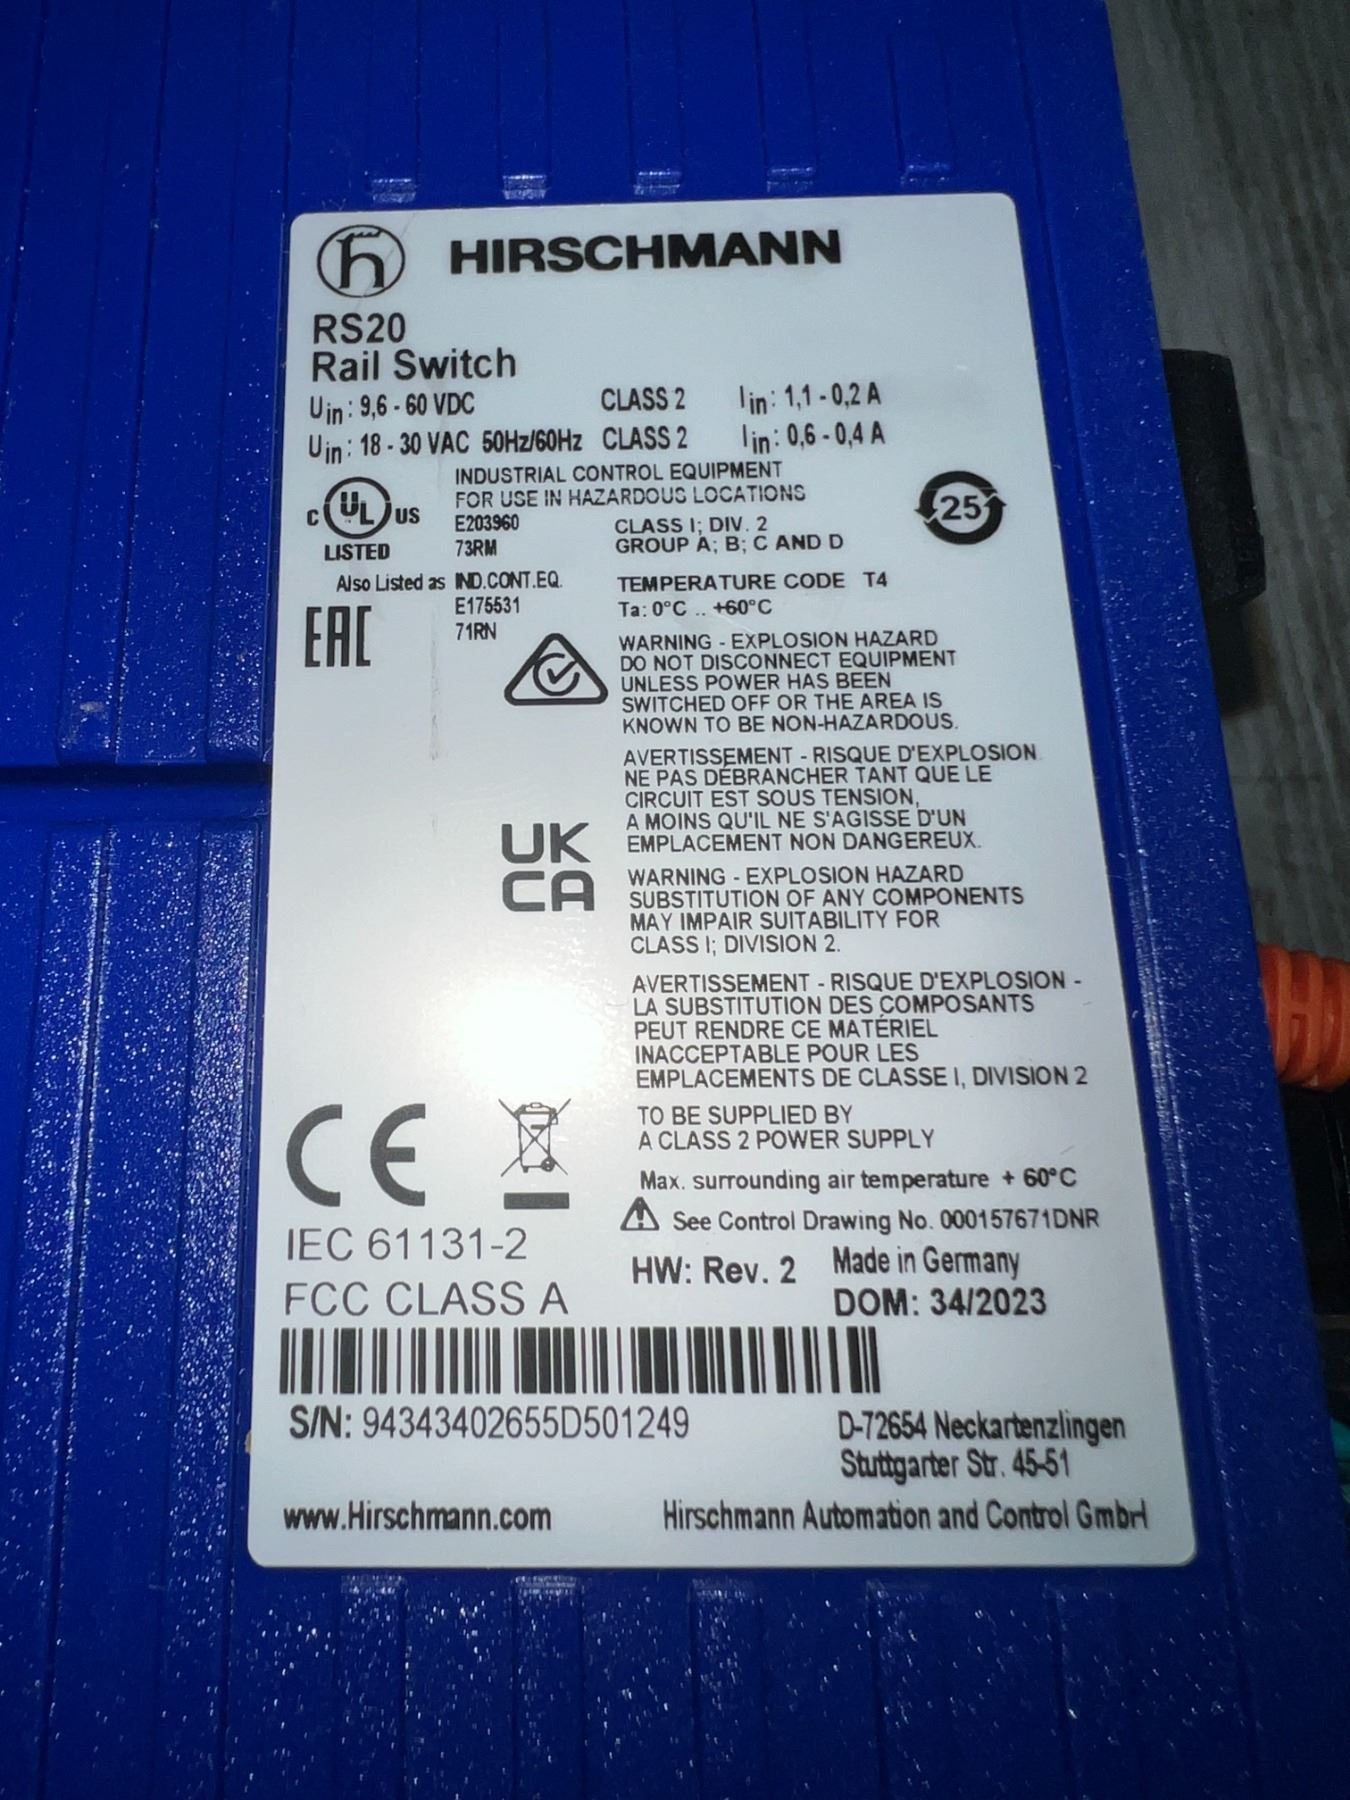 HIRSCHMANN
RS20
Rail Switch
Uin: 9,6 - 60 VDC CLASS 2 Iin: 1,1 - 0,2 A
Uin: 18 - 30 VAC 50Hz/60Hz CLASS 2 Iin: 0,6 - 0,4 A
INDUSTRIAL CONTROL EQUIPMENT
FOR USE IN HAZARDOUS LOCATIONS
C UL US
LISTED
E203960
73RM
CLASS I; DIV. 2
GROUP A; B; C AND D
25
Also Listed as IND.CONT.EQ.
E175531
71RN
TEMPERATURE CODE T4
Ta: 0°C .. +60°C
EAC
WARNING - EXPLOSION HAZARD
DO NOT DISCONNECT EQUIPMENT
UNLESS POWER HAS BEEN
SWITCHED OFF OR THE AREA IS
KNOWN TO BE NON-HAZARDOUS.
AVERTISSEMENT - RISQUE D'EXPLOSION
NE PAS DÉBRANCHER TANT QUE LE
CIRCUIT EST SOUS TENSION,
A MOINS QU'IL NE S'AGISSE D'UN
EMPLACEMENT NON DANGEREUX.
UK
CA
WARNING - EXPLOSION HAZARD
SUBSTITUTION OF ANY COMPONENTS
MAY IMPAIR SUITABILITY FOR
CLASS I; DIVISION 2.
AVERTISSEMENT - RISQUE D'EXPLOSION -
LA SUBSTITUTION DES COMPOSANTS
PEUT RENDRE CE MATÉRIEL
INACCEPTABLE POUR LES
EMPLACEMENTS DE CLASSE I, DIVISION 2
TO BE SUPPLIED BY
A CLASS 2 POWER SUPPLY
CE
Max. surrounding air temperature + 60°C
See Control Drawing No. 000157671DNR
IEC 61131-2
FCC CLASS A
HW: Rev. 2
Made in Germany
DOM: 34/2023
S/N: 94343402655D501249
D-72654 Neckartenzlingen
Stuttgarter Str. 45-51
www.Hirschmann.com
Hirschmann Automation and Control GmbH